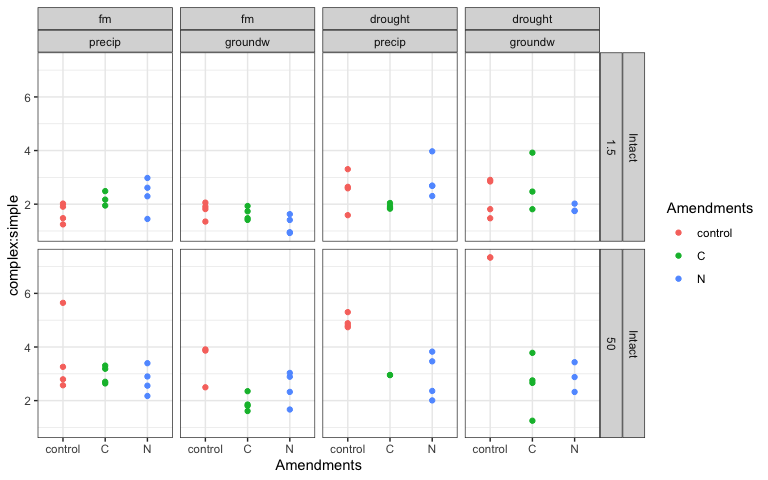 fm fm drought drought
precip groundw precip groundw
complex:simple
6
4
2
1.5 Intact
6
4
2
50 Intact
control C N control C N control C N control C N
Amendments
Amendments
control
C
N